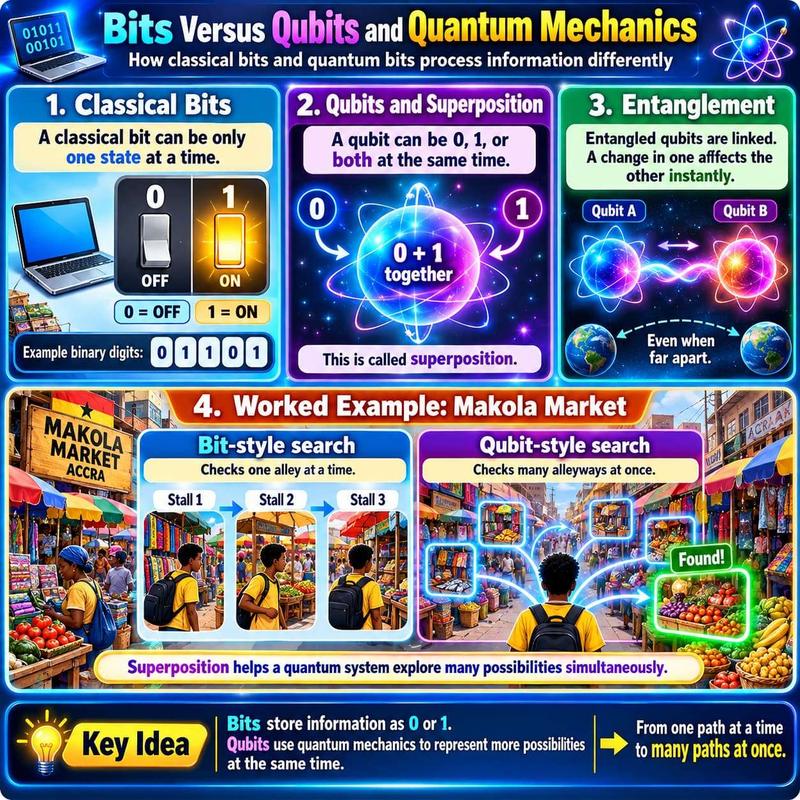 01011
00101
Bits Versus Qubits and Quantum Mechanics
How classical bits and quantum bits process information differently
1. Classical Bits
A classical bit can be only
one state at a time.
0
1
OFF
ON
0 = OFF
1 = ON
Example binary digits: 0 1 1 0 1
2. Qubits and Superposition
A qubit can be 0, 1, or
both at the same time.
0
1
0 + 1
together
This is called superposition.
3. Entanglement
Entangled qubits are linked.
A change in one affects the
other instantly.
Qubit A
Qubit B
Even when
far apart.
4. Worked Example: Makola Market
MAKOLA
MARKET
ACCRA
Bit-style search
Checks one alley at a time.
Stall 1
Stall 2
Stall 3
Qubit-style search
Checks many alleyways at once.
Found!
Superposition helps a quantum system explore many possibilities simultaneously.
Key Idea
Bits store information as 0 or 1.
Qubits use quantum mechanics to represent more possibilities
at the same time.
From one path at a time
to many paths at once.